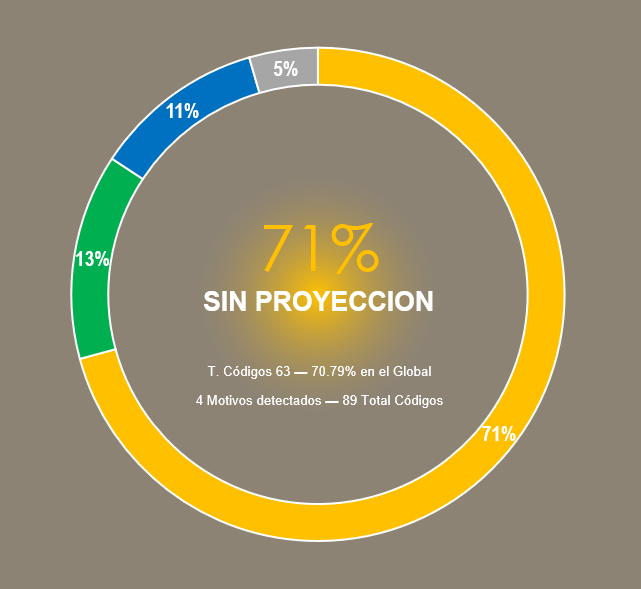 5%
11%
71%
13%
SIN PROYECCION
T. Códigos 63 — 70.79% en el Global
4 Motivos detectados — 89 Total Códigos
71%